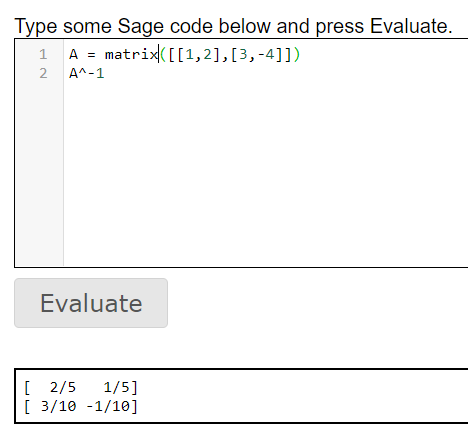 Type some Sage code below and press Evaluate.
1 A = matrix([[1,2],[3,-4]])
2 A^-1
Evaluate
[  2/5   1/5]
[ 3/10 -1/10]